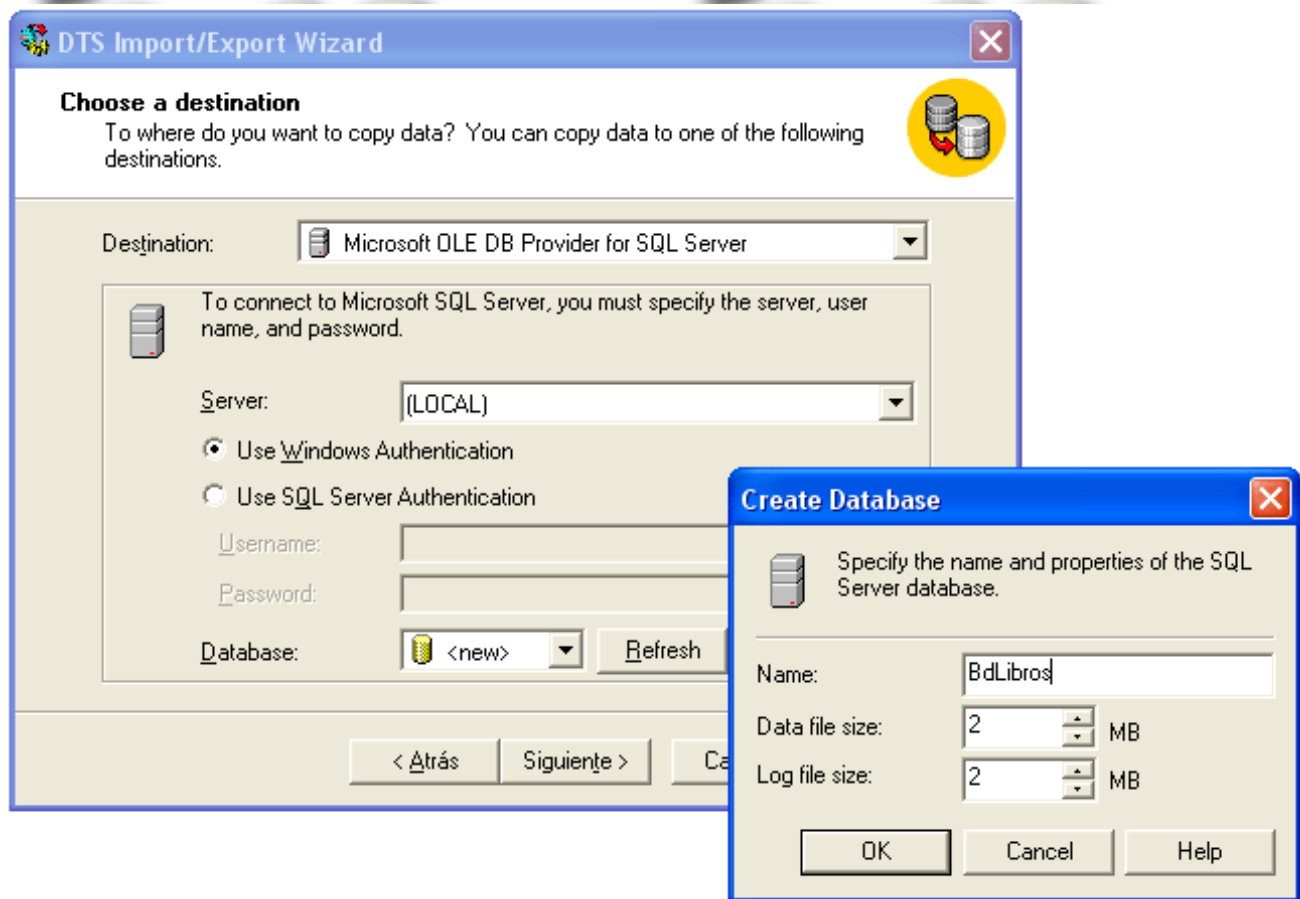 DTS Import/Export Wizard
Choose a destination
To where do you want to copy data? You can copy data to one of the following
destinations.
Destination:
Microsoft OLE DB Provider for SQL Server
To connect to Microsoft SQL Server, you must specify the server, user
name, and password.
Server:
(LOCAL)
Use Windows Authentication
Use SQL Server Authentication
Username:
Password:
Database:
<new>
Refresh
< Atrás
Siguiente >
Ca
Create Database
Specify the name and properties of the SQL
Server database.
Name:
BdLibros
Data file size:
2
MB
Log file size:
2
MB
OK
Cancel
Help